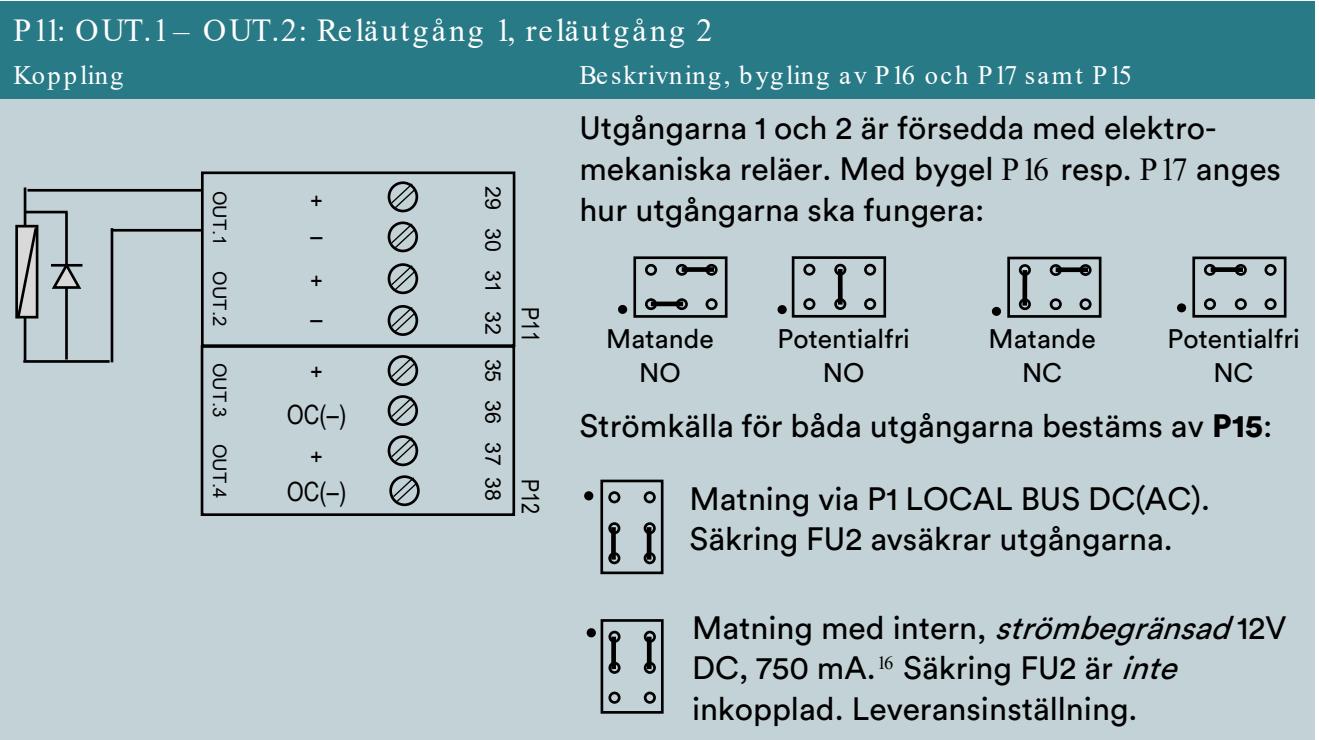 P11: OUT.1 – OUT.2: Reläutgång 1, reläutgång 2
Koppling
Beskrivning, bygling av P16 och P17 samt P15
OUT.1 + 29
– 30
OUT.2 + 31
– 32
P11
OUT.3 + 35
OC(–) 36
OUT.4 + 37
OC(–) 38
P12
Utgångarna 1 och 2 är försedda med elektro-
mekaniska reläer. Med bygel P16 resp. P17 anges
hur utgångarna ska fungera:
Matande Potentialfri Matande Potentialfri
NO NO NC NC
Strömkälla för båda utgångarna bestäms av P15:
Matning via P1 LOCAL BUS DC(AC).
Säkring FU2 avsäkrar utgångarna.
Matning med intern, strömbegränsad 12V
DC, 750 mA.16 Säkring FU2 är inte
inkopplad. Leveransinställning.